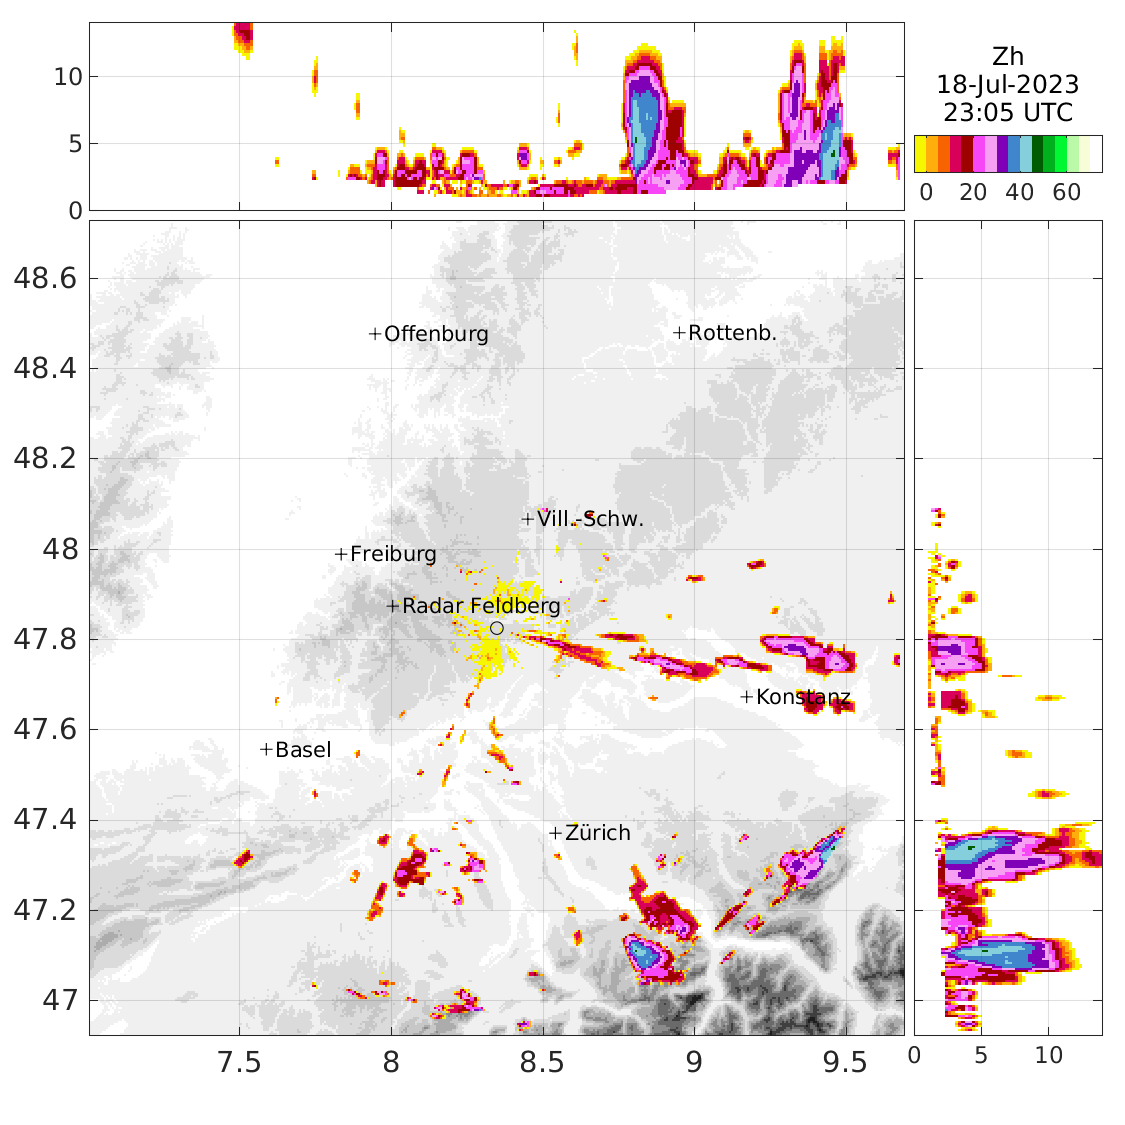 10
5
0
Zh
18-Jul-2023
23:05 UTC
0 20 40 60
48.6
48.4
48.2
48
47.8
47.6
47.4
47.2
47
+Offenburg
+Rottenb.
+Vill.-Schw.
+Freiburg
+Radar Feldberg
+Konstanz
+Basel
+Zürich
7.5 8 8.5 9 9.5
0 5 10